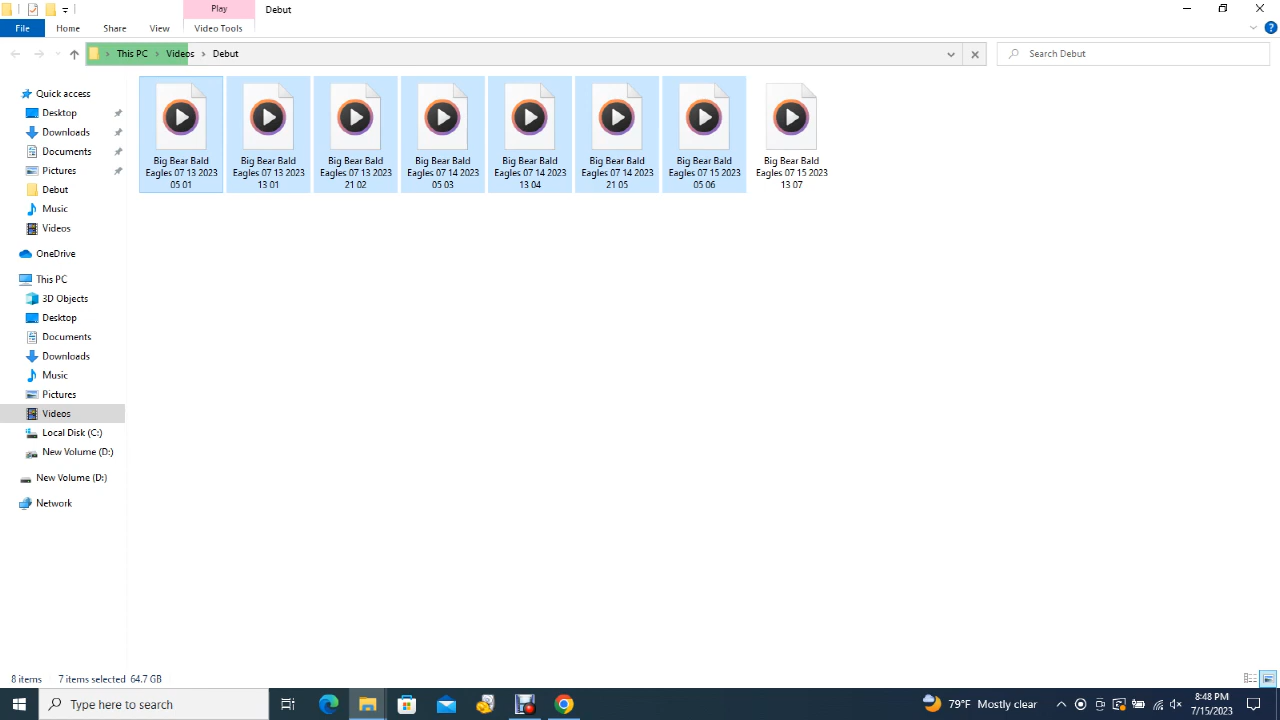 Play
Debut
File
Home
Share
View
Video Tools
This PC
Videos
Debut
Search Debut
Quick access
Desktop
Downloads
Documents
Pictures
Debut
Music
Videos
OneDrive
This PC
3D Objects
Desktop
Documents
Downloads
Music
Pictures
Videos
Local Disk (C:)
New Volume (D:)
New Volume (D:)
Network
Big Bear Bald
Eagles 07 13 2023
05 01
Big Bear Bald
Eagles 07 13 2023
13 01
Big Bear Bald
Eagles 07 13 2023
21 02
Big Bear Bald
Eagles 07 14 2023
05 03
Big Bear Bald
Eagles 07 14 2023
13 04
Big Bear Bald
Eagles 07 14 2023
21 05
Big Bear Bald
Eagles 07 15 2023
05 06
Big Bear Bald
Eagles 07 15 2023
13 07
8 items
7 items selected 64.7 GB
Type here to search
79°F Mostly clear
8:48 PM
7/15/2023